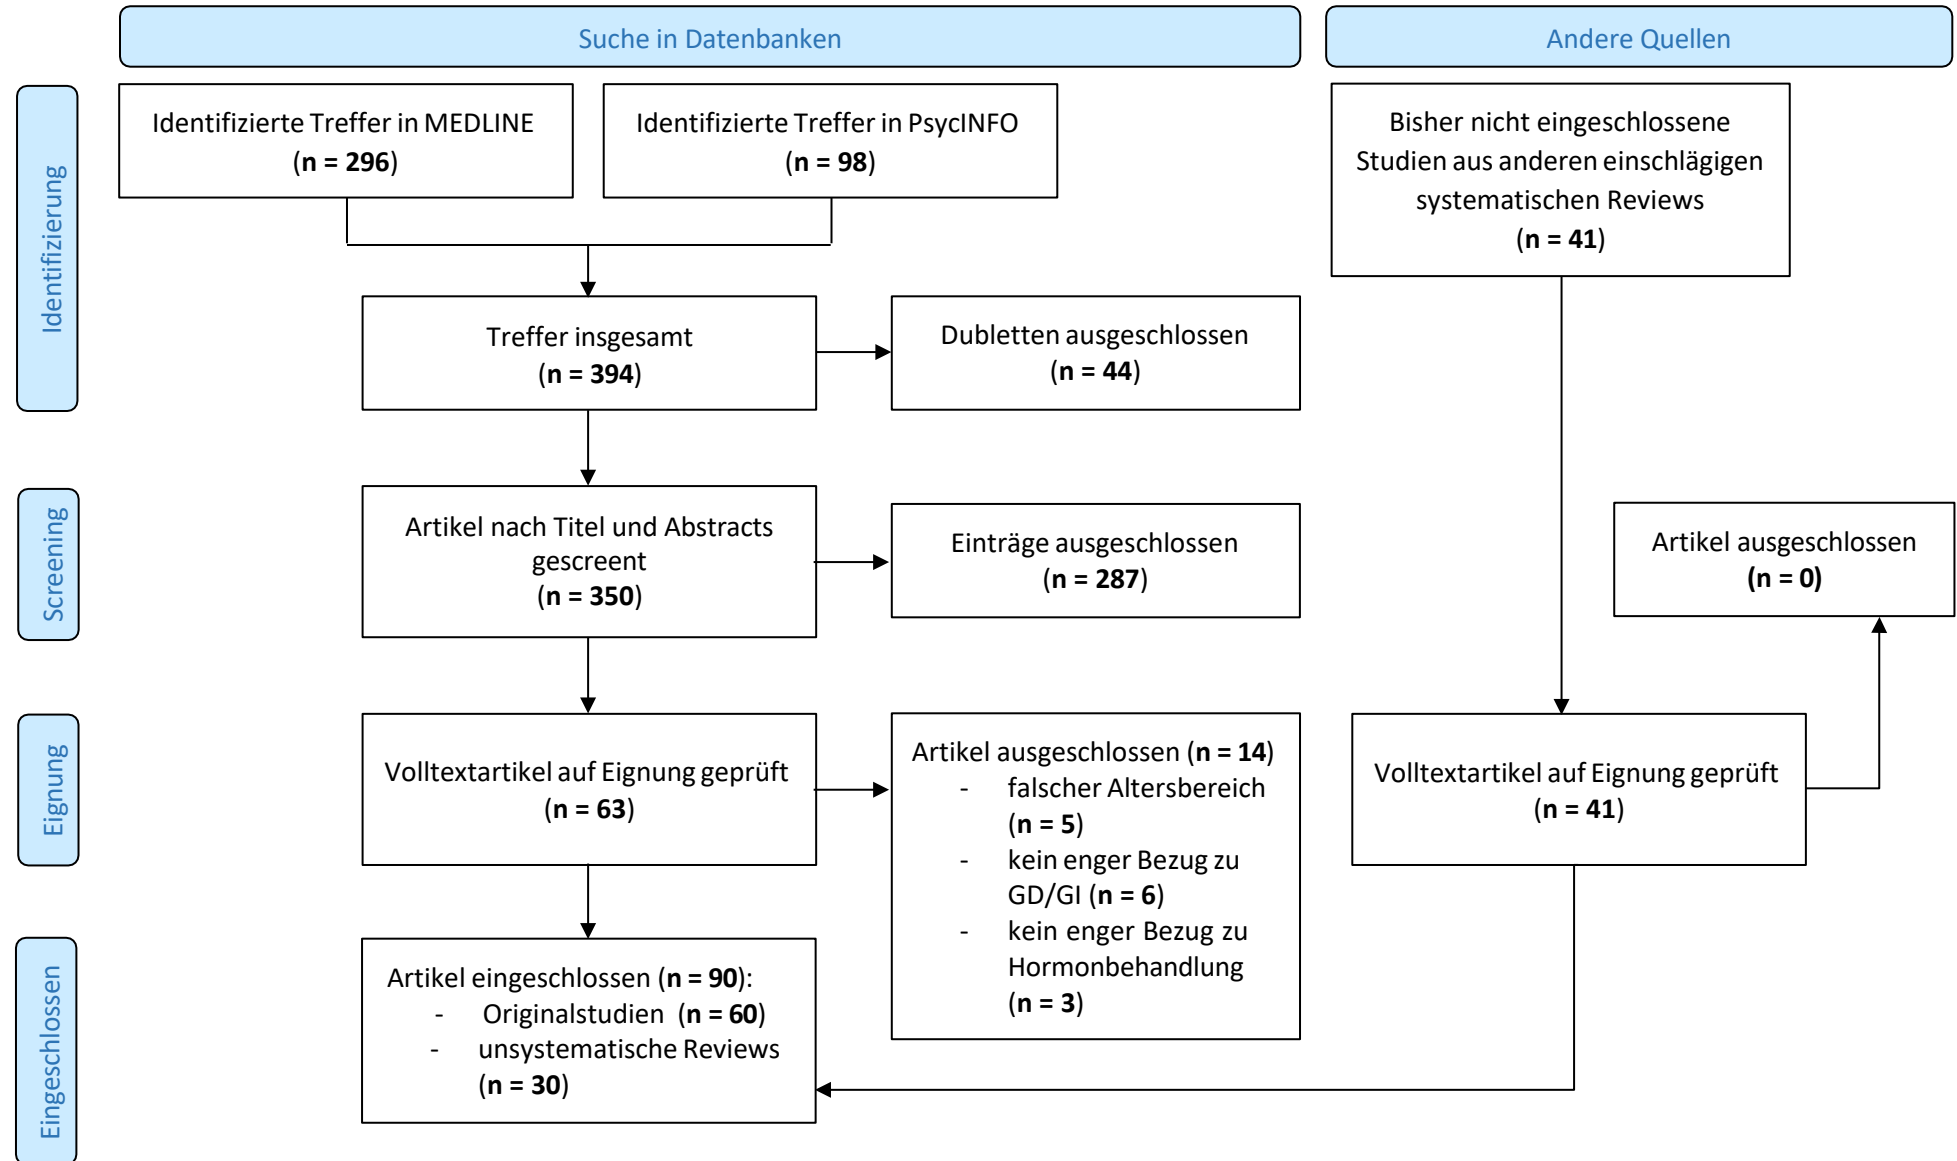 Suche in Datenbanken
Andere Quellen
Identifizierung
Identifizierte Treffer in MEDLINE
(n = 296)
Identifizierte Treffer in PsycINFO
(n = 98)
Bisher nicht eingeschlossene
Studien aus anderen einschlägigen
systematischen Reviews
(n = 41)
Treffer insgesamt
(n = 394)
Dubletten ausgeschlossen
(n = 44)
Screening
Artikel nach Titel und Abstracts
gescreent
(n = 350)
Einträge ausgeschlossen
(n = 287)
Artikel ausgeschlossen
(n = 0)
Eignung
Volltextartikel auf Eignung geprüft
(n = 63)
Artikel ausgeschlossen (n = 14)
- falscher Altersbereich
(n = 5)
- kein enger Bezug zu
GD/GI (n = 6)
- kein enger Bezug zu
Hormonbehandlung
(n = 3)
Volltextartikel auf Eignung geprüft
(n = 41)
Eingeschlossen
Artikel eingeschlossen (n = 90):
- Originalstudien (n = 60)
- unsystematische Reviews
(n = 30)